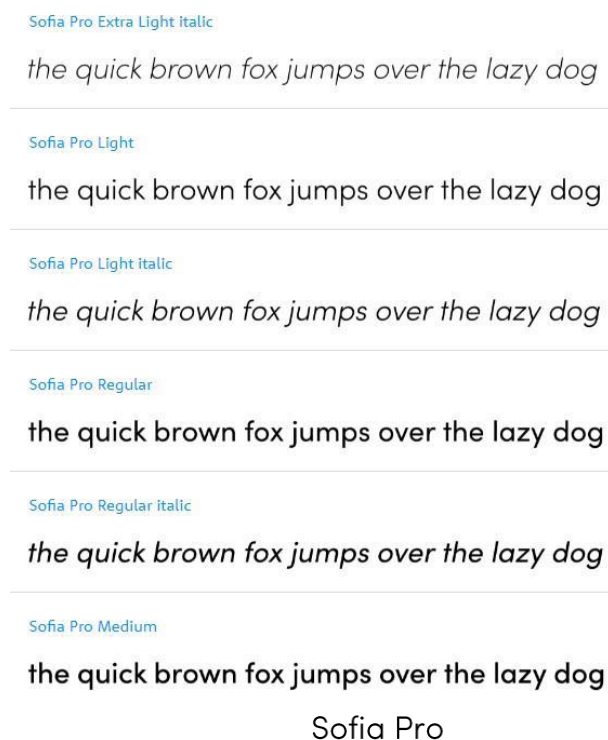 Sofia Pro Extra Light italic
the quick brown fox jumps over the lazy dog
Sofia Pro Light
the quick brown fox jumps over the lazy dog
Sofia Pro Light italic
the quick brown fox jumps over the lazy dog
Sofia Pro Regular
the quick brown fox jumps over the lazy dog
Sofia Pro Regular italic
the quick brown fox jumps over the lazy dog
Sofia Pro Medium
the quick brown fox jumps over the lazy dog
Sofia Pro